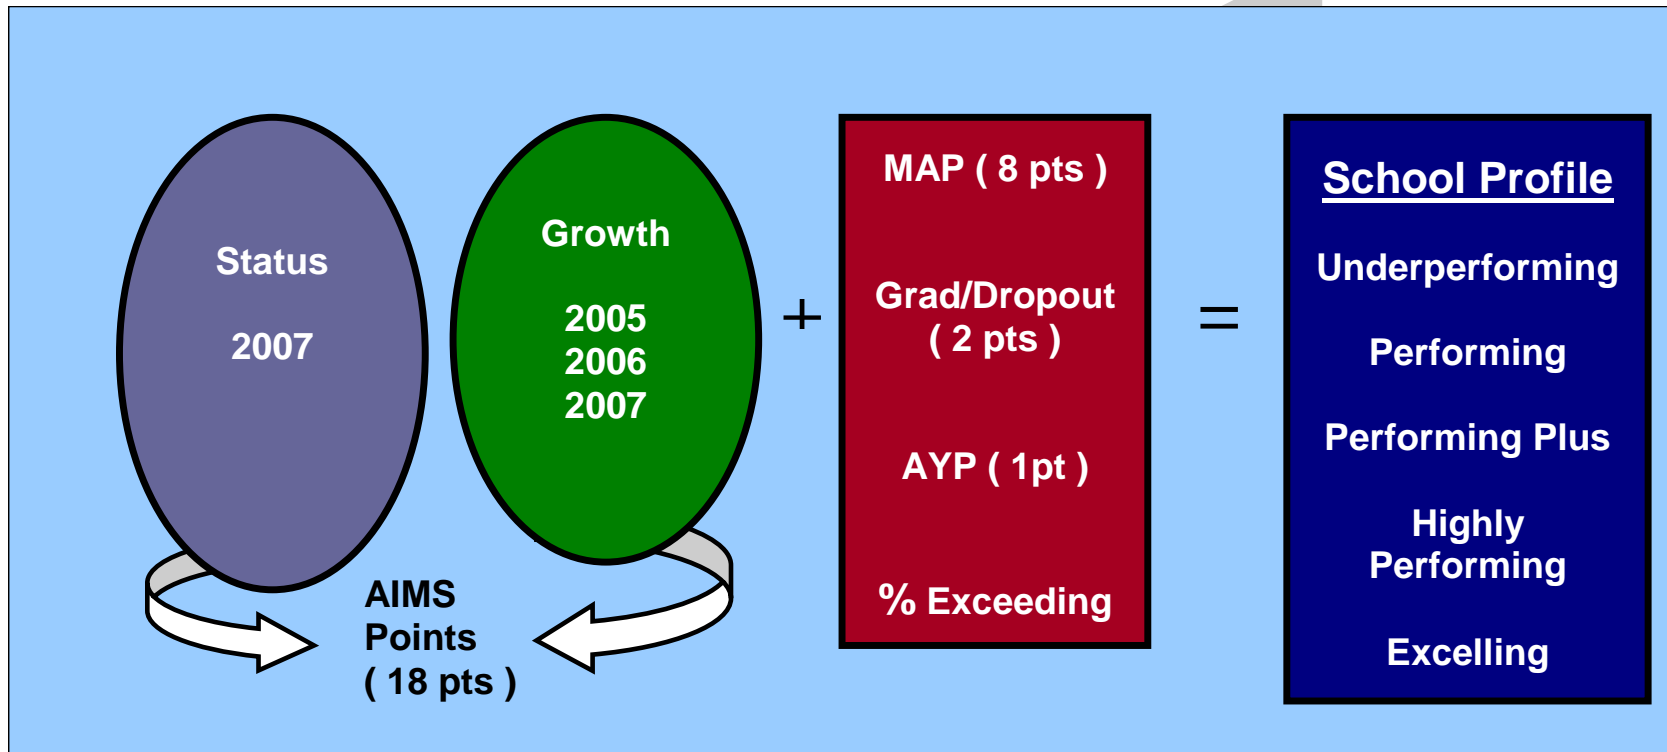 Status
2007
Growth
2005
2006
2007
AIMS
Points
( 18 pts )
+
MAP ( 8 pts )
Grad/Dropout
( 2 pts )
AYP ( 1pt )
% Exceeding
=
School Profile
Underperforming
Performing
Performing Plus
Highly
Performing
Excelling